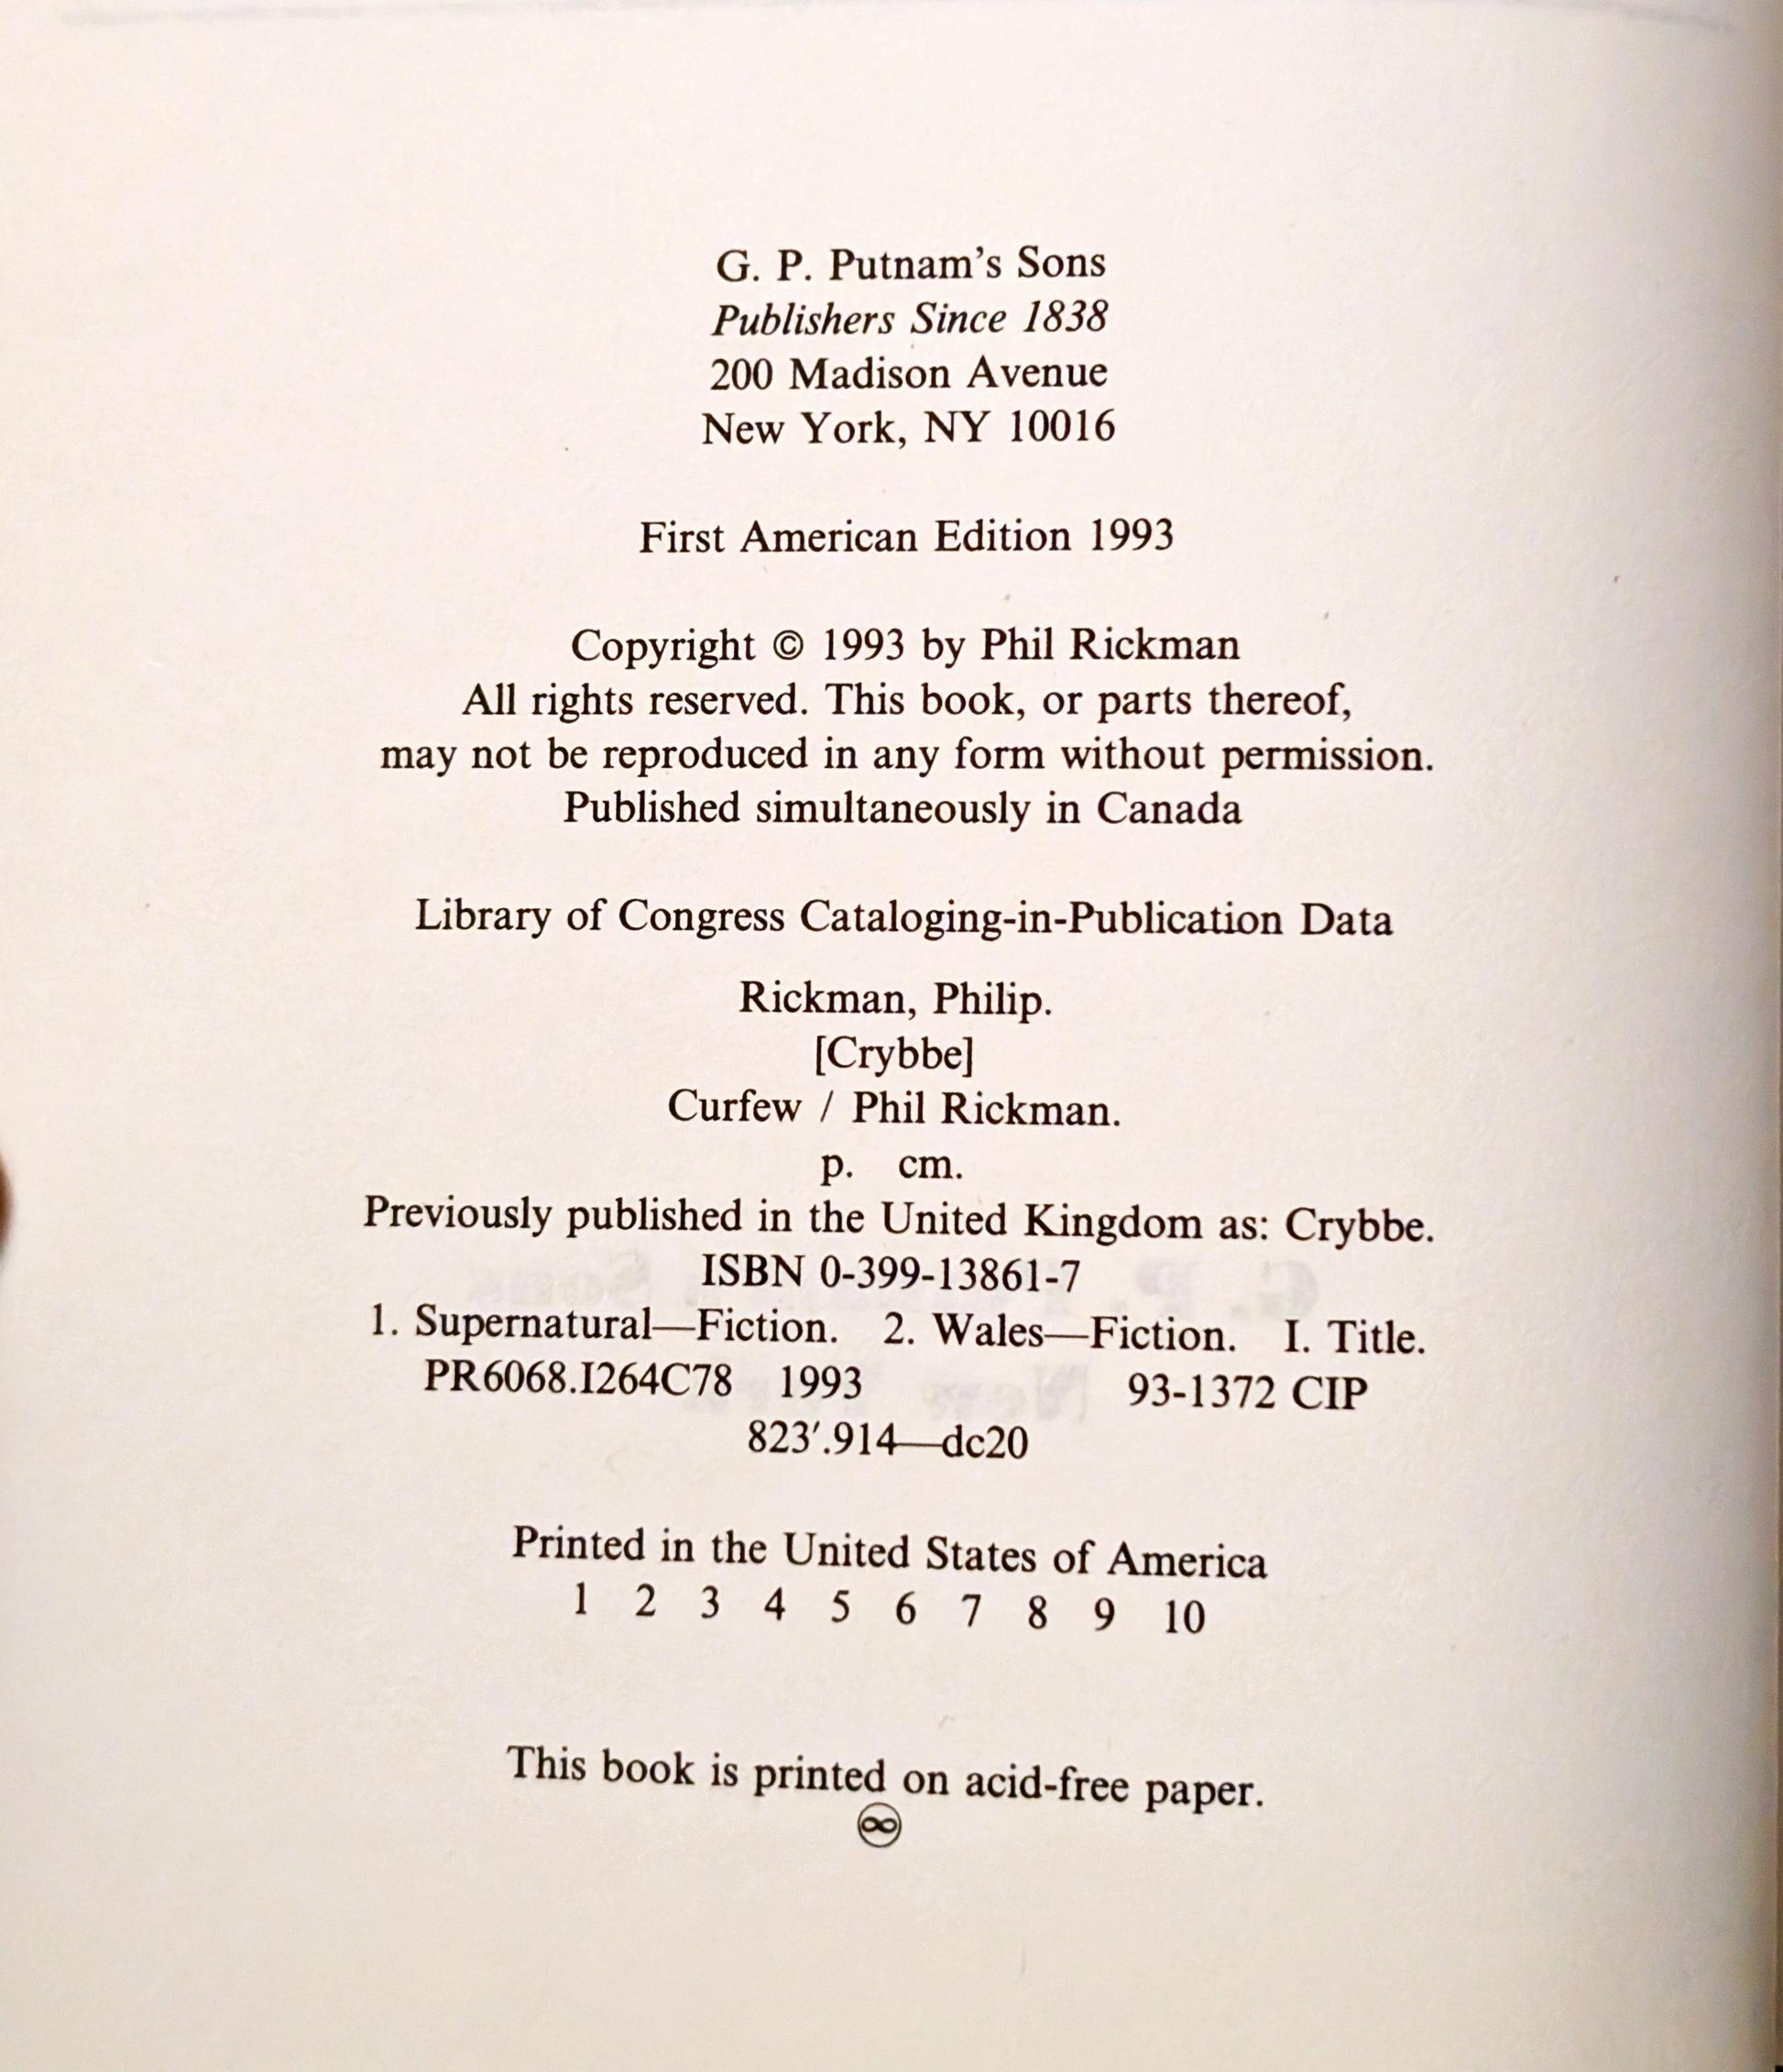 G. P. Putnam's Sons
Publishers Since 1838
200 Madison Avenue
New York, NY 10016
First American Edition 1993
Copyright © 1993 by Phil Rickman
All rights reserved. This book, or parts thereof,
may not be reproduced in any form without permission.
Published simultaneously in Canada
Library of Congress Cataloging-in-Publication Data
Rickman, Philip.
[Crybbe]
Curfew / Phil Rickman.
p. cm.
Previously published in the United Kingdom as: Crybbe.
ISBN 0-399-13861-7
1. Supernatural—Fiction. 2. Wales—Fiction. I. Title.
PR6068.I264C78 1993 93-1372 CIP
823′.914—dc20
Printed in the United States of America
1 2 3 4 5 6 7 8 9 10
This book is printed on acid-free paper.
♾